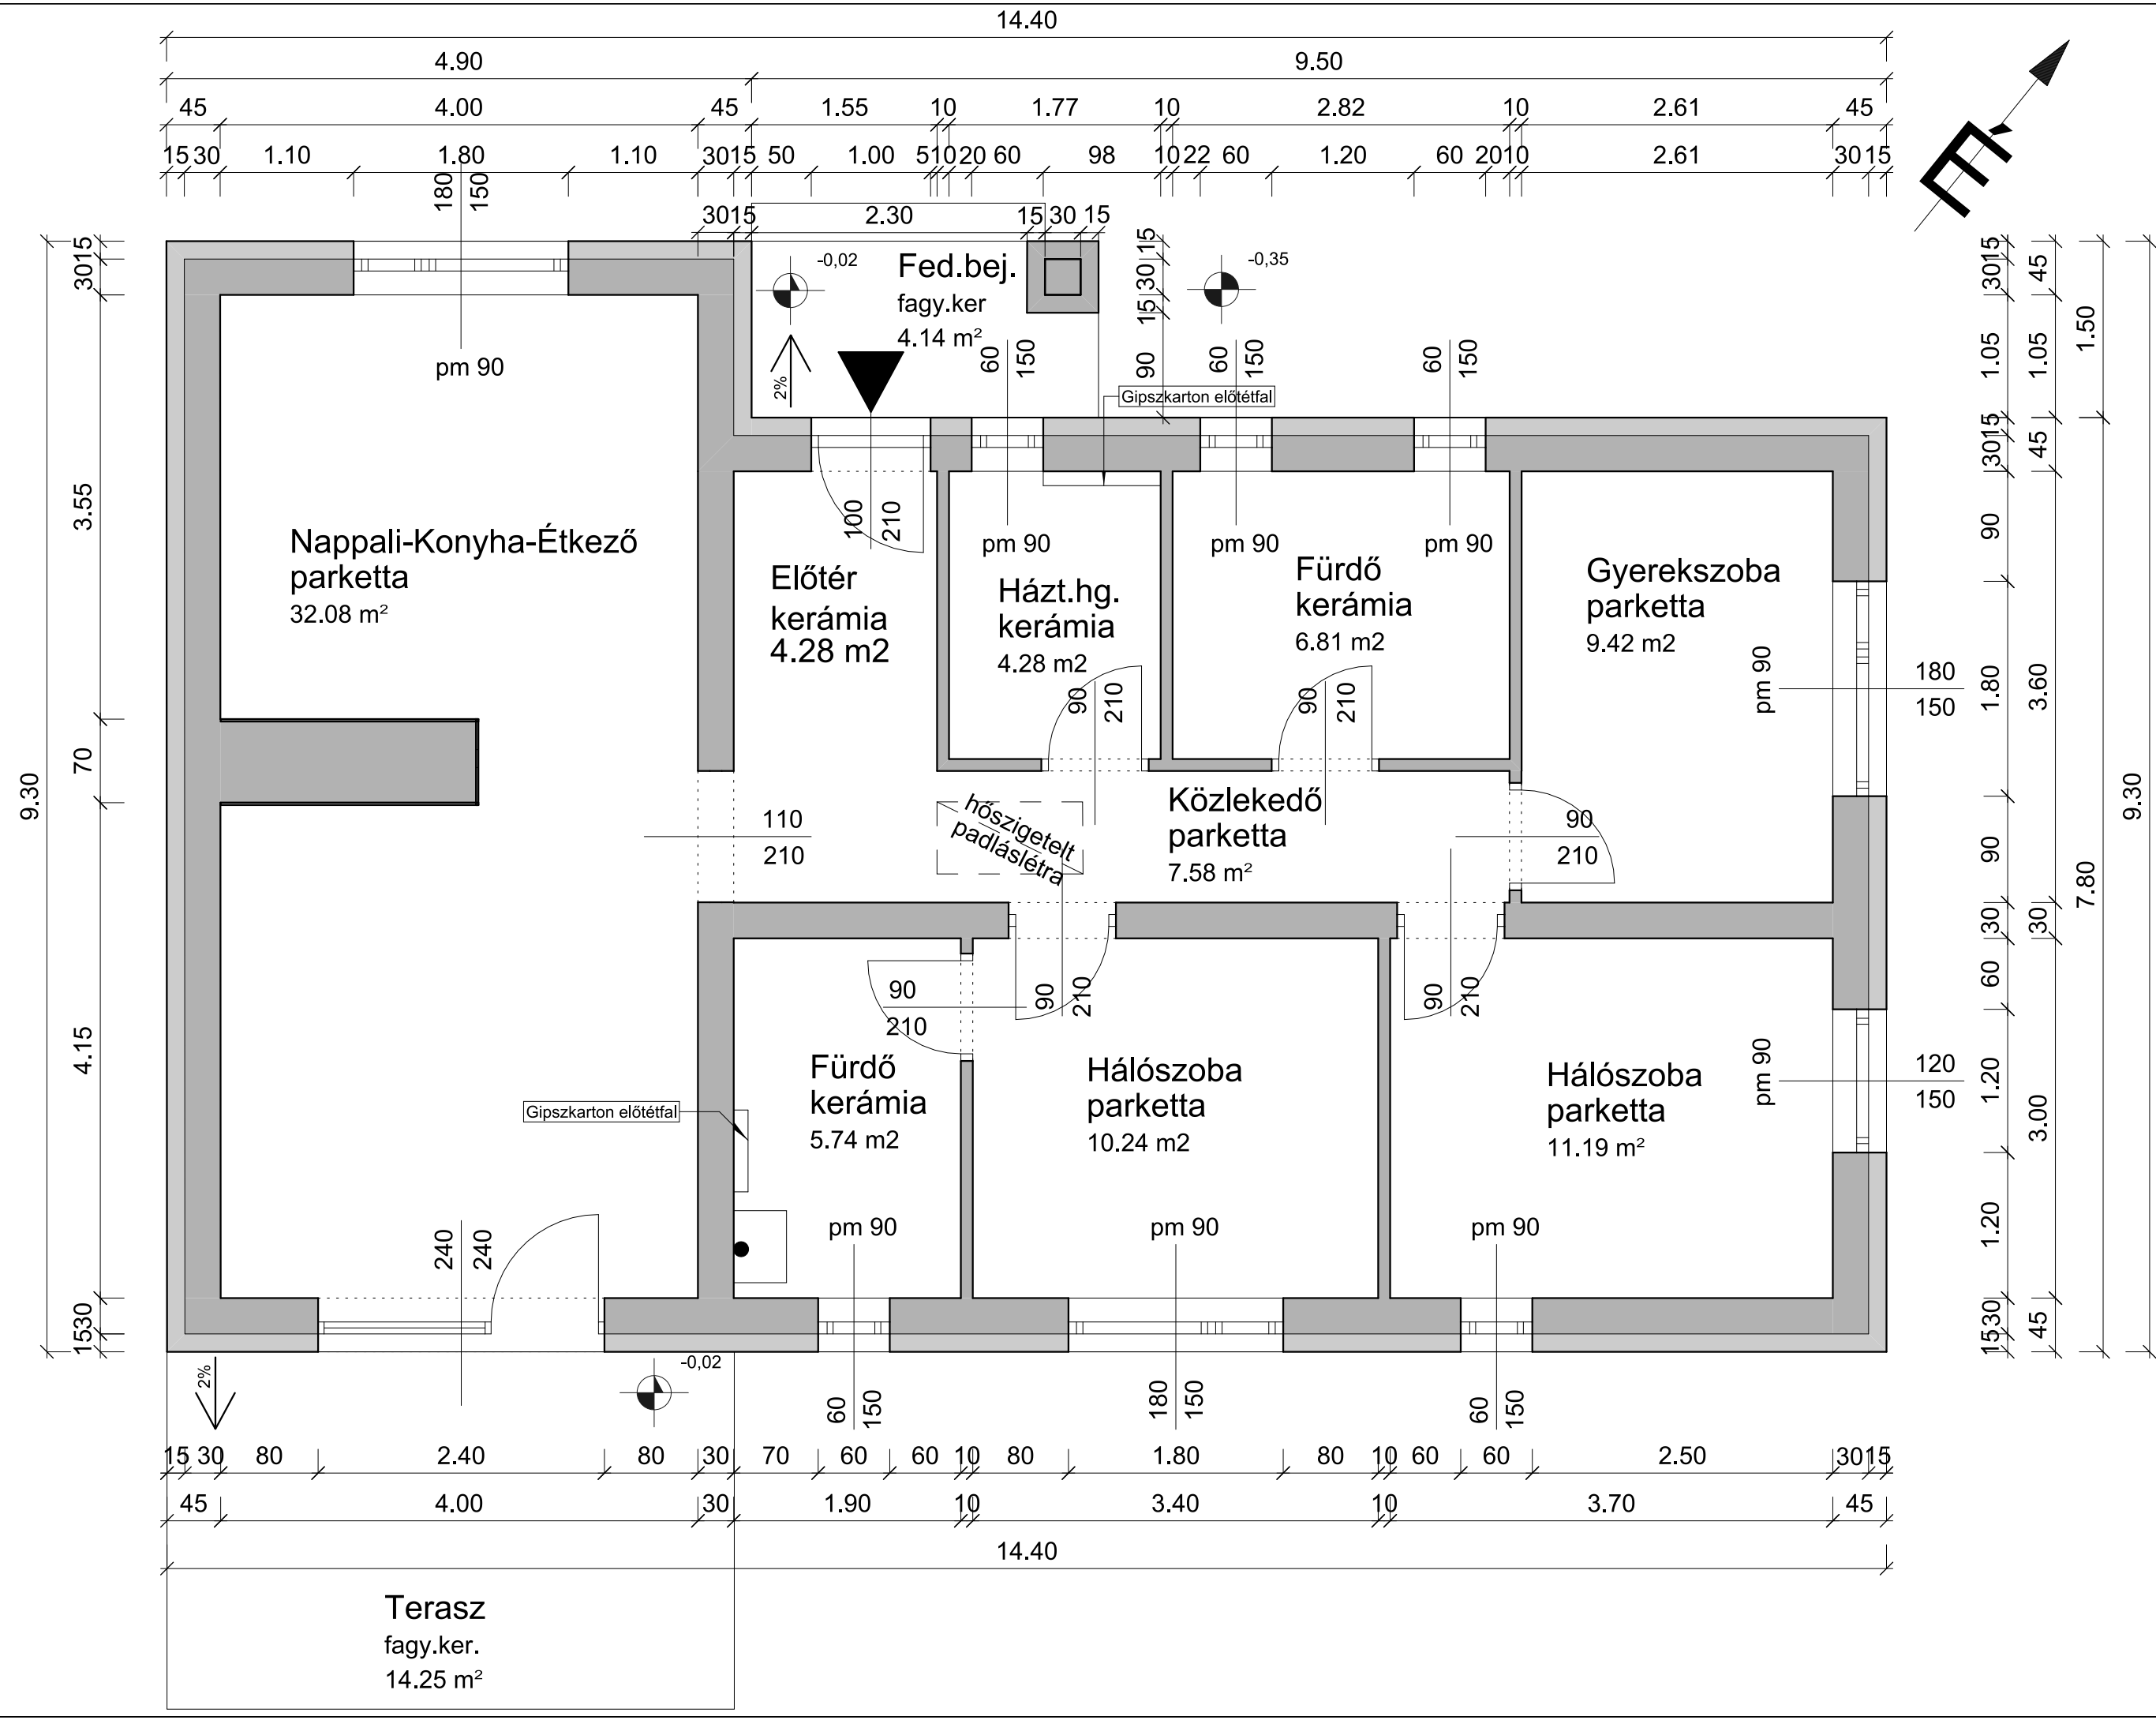 14.40
4.90 9.50
45 4.00 45 1.55 10 1.77 10 2.82 10 2.61 45
15 30 1.10 1.80 1.10 30 15 50 1.00 5 10 20 60 98 10 22 60 1.20 60 20 10 2.61 30 15
180
150
30 15 2.30 15 30 15
É
-0,02
Fed.bej.
fagy.ker
4.14 m²
2%
-0,35
15 30 15 90
pm 90
60
150
60
150
60
150
Gipszkarton előtétfal
100
210
pm 90
pm 90
pm 90
Nappali-Konyha-Étkező
parketta
32.08 m²
Előtér
kerámia
4.28 m2
Házt.hg.
kerámia
4.28 m2
Fürdő
kerámia
6.81 m2
Gyerekszoba
parketta
9.42 m2
pm 90
180
150
90
210
90
210
110
210
hőszigetelt
padláslétra
Közlekedő
parketta
7.58 m²
90
210
90
210
90
210
90
210
Gipszkarton előtétfal
Fürdő
kerámia
5.74 m2
Hálószoba
parketta
10.24 m2
Hálószoba
parketta
11.19 m²
pm 90
120
150
240
240
pm 90
pm 90
pm 90
2%
-0,02
60
150
180
150
60
150
9.30
30 15
3.55
70
4.15
15 30
30 15
1.05
30 15
90
1.80
90
30
60
1.20
1.20
15 30
45
1.05
45
3.60
30
3.00
45
1.50
7.80
9.30
15 30 80 2.40 80 30 70 60 60 10 80 1.80 80 10 60 60 2.50 30 15
45 4.00 30 1.90 10 3.40 10 3.70 45
14.40
Terasz
fagy.ker.
14.25 m²